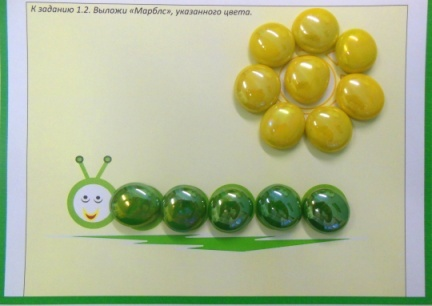 К заданию 1.2. Выложи «Марблс», указанного цвета.